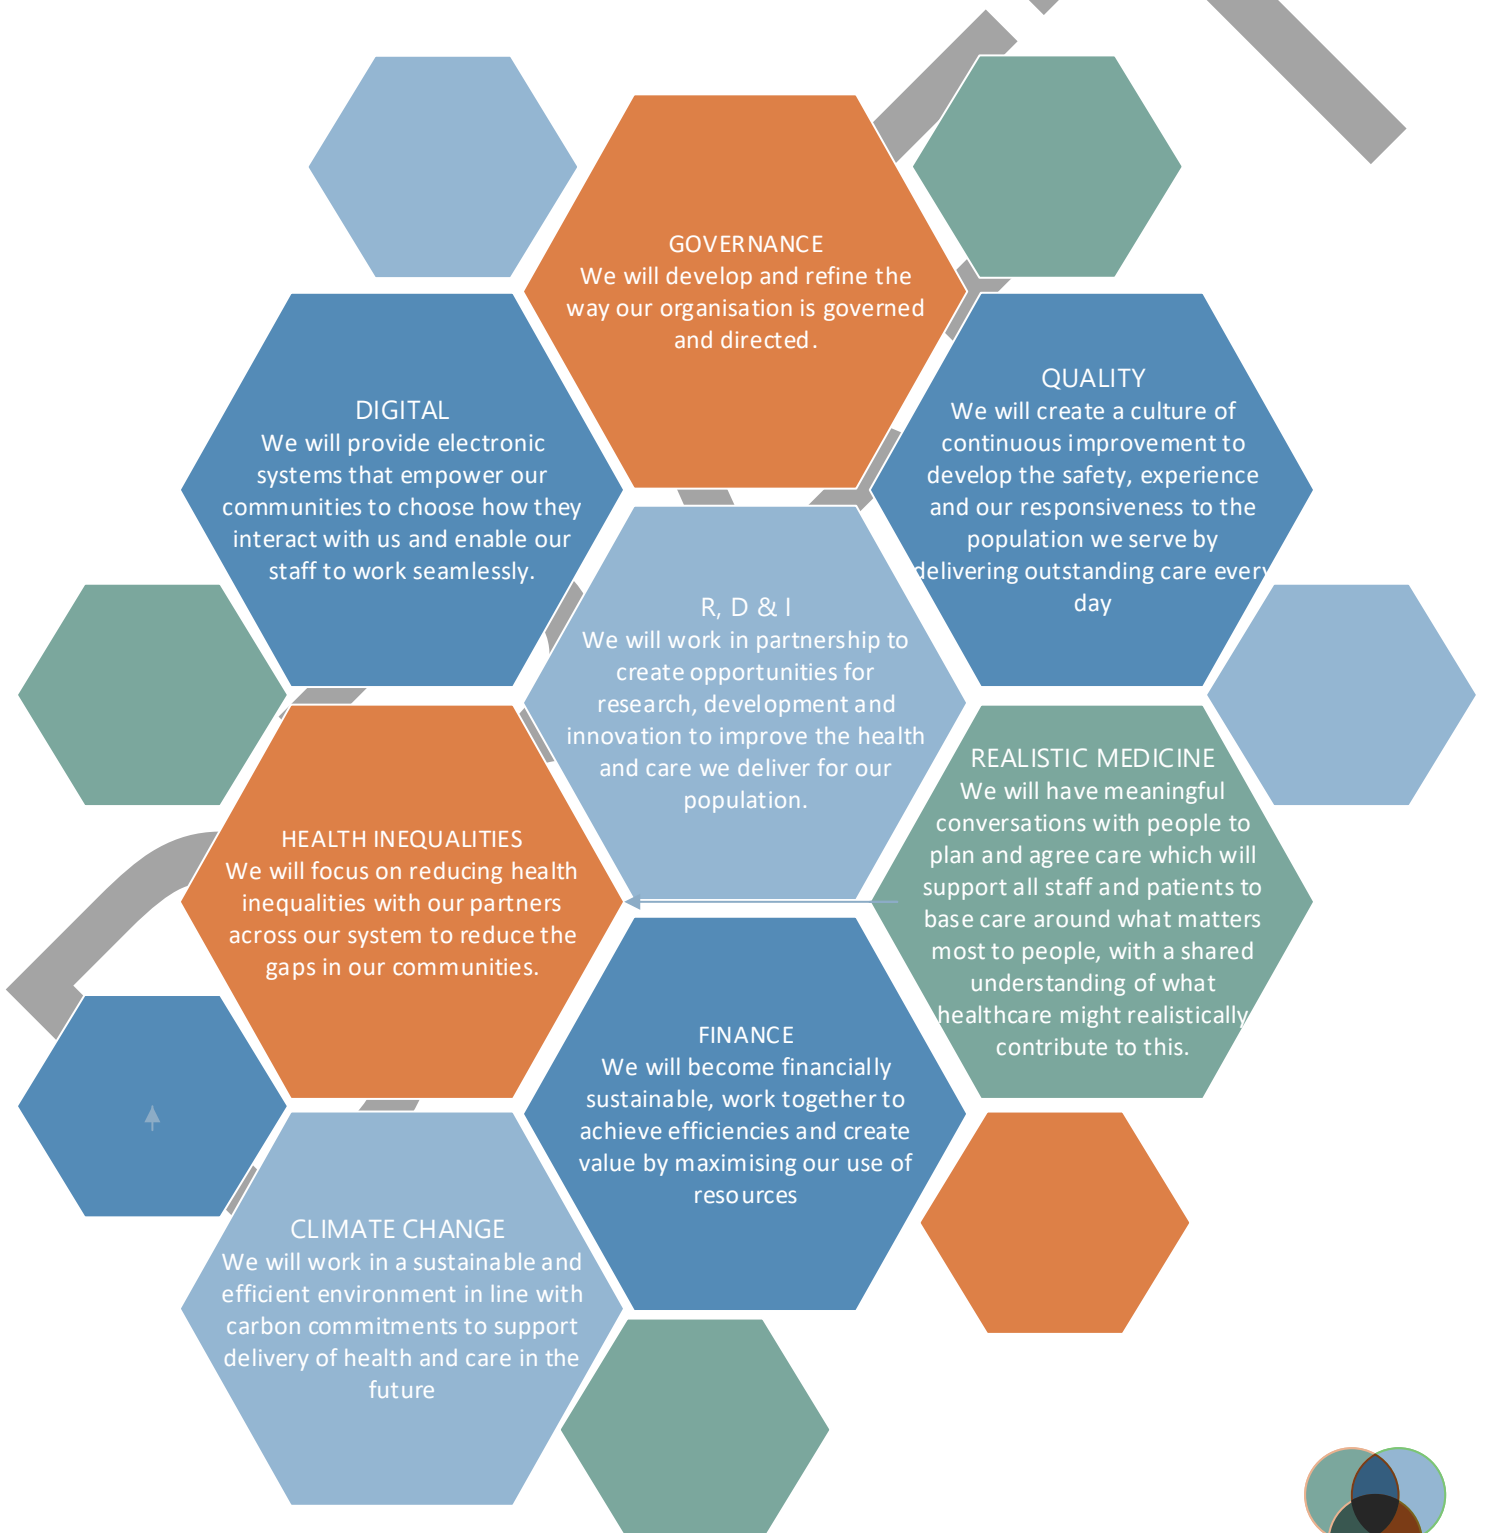 GOVERNANCE
We will develop and refine the
way our organisation is governed
and directed.
DIGITAL
We will provide electronic
systems that empower our
communities to choose how they
interact with us and enable our
staff to work seamlessly.
QUALITY
We will create a culture of
continuous improvement to
develop the safety, experience
and our responsiveness to the
population we serve by
delivering outstanding care every
day
R, D & I
We will work in partnership to
create opportunities for
research, development and
innovation to improve the health
and care we deliver for our
population.
HEALTH INEQUALITIES
We will focus on reducing health
inequalities with our partners
across our system to reduce the
gaps in our communities.
REALISTIC MEDICINE
We will have meaningful
conversations with people to
plan and agree care which will
support all staff and patients to
base care around what matters
most to people, with a shared
understanding of what
healthcare might realistically
contribute to this.
FINANCE
We will become financially
sustainable, work together to
achieve efficiencies and create
value by maximising our use of
resources
CLIMATE CHANGE
We will work in a sustainable and
efficient environment in line with
carbon commitments to support
delivery of health and care in the
future